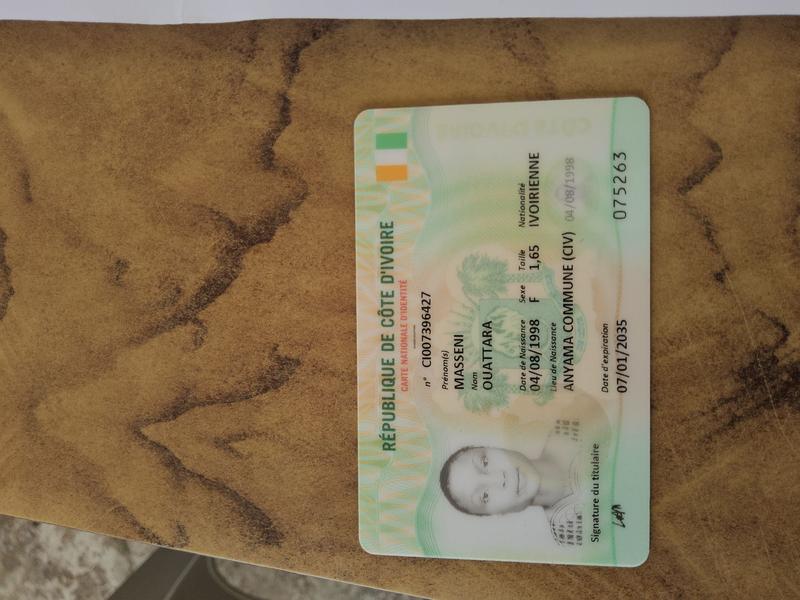 RÉPUBLIQUE DE CÔTE D'IVOIRE
CARTE NATIONALE D'IDENTITÉ
n° CI007396427
Prénom(s)
MASSENI
Nom
OUATTARA
Date de Naissance Sexe Taille Nationalité
04/08/1998 F 1,65 IVOIRIENNE
Lieu de Naissance
ANYAMA COMMUNE (CIV) 04/08/1998
Signature du titulaire
Date d'expiration
07/01/2035
075263
CÔTE D'IVOIRE